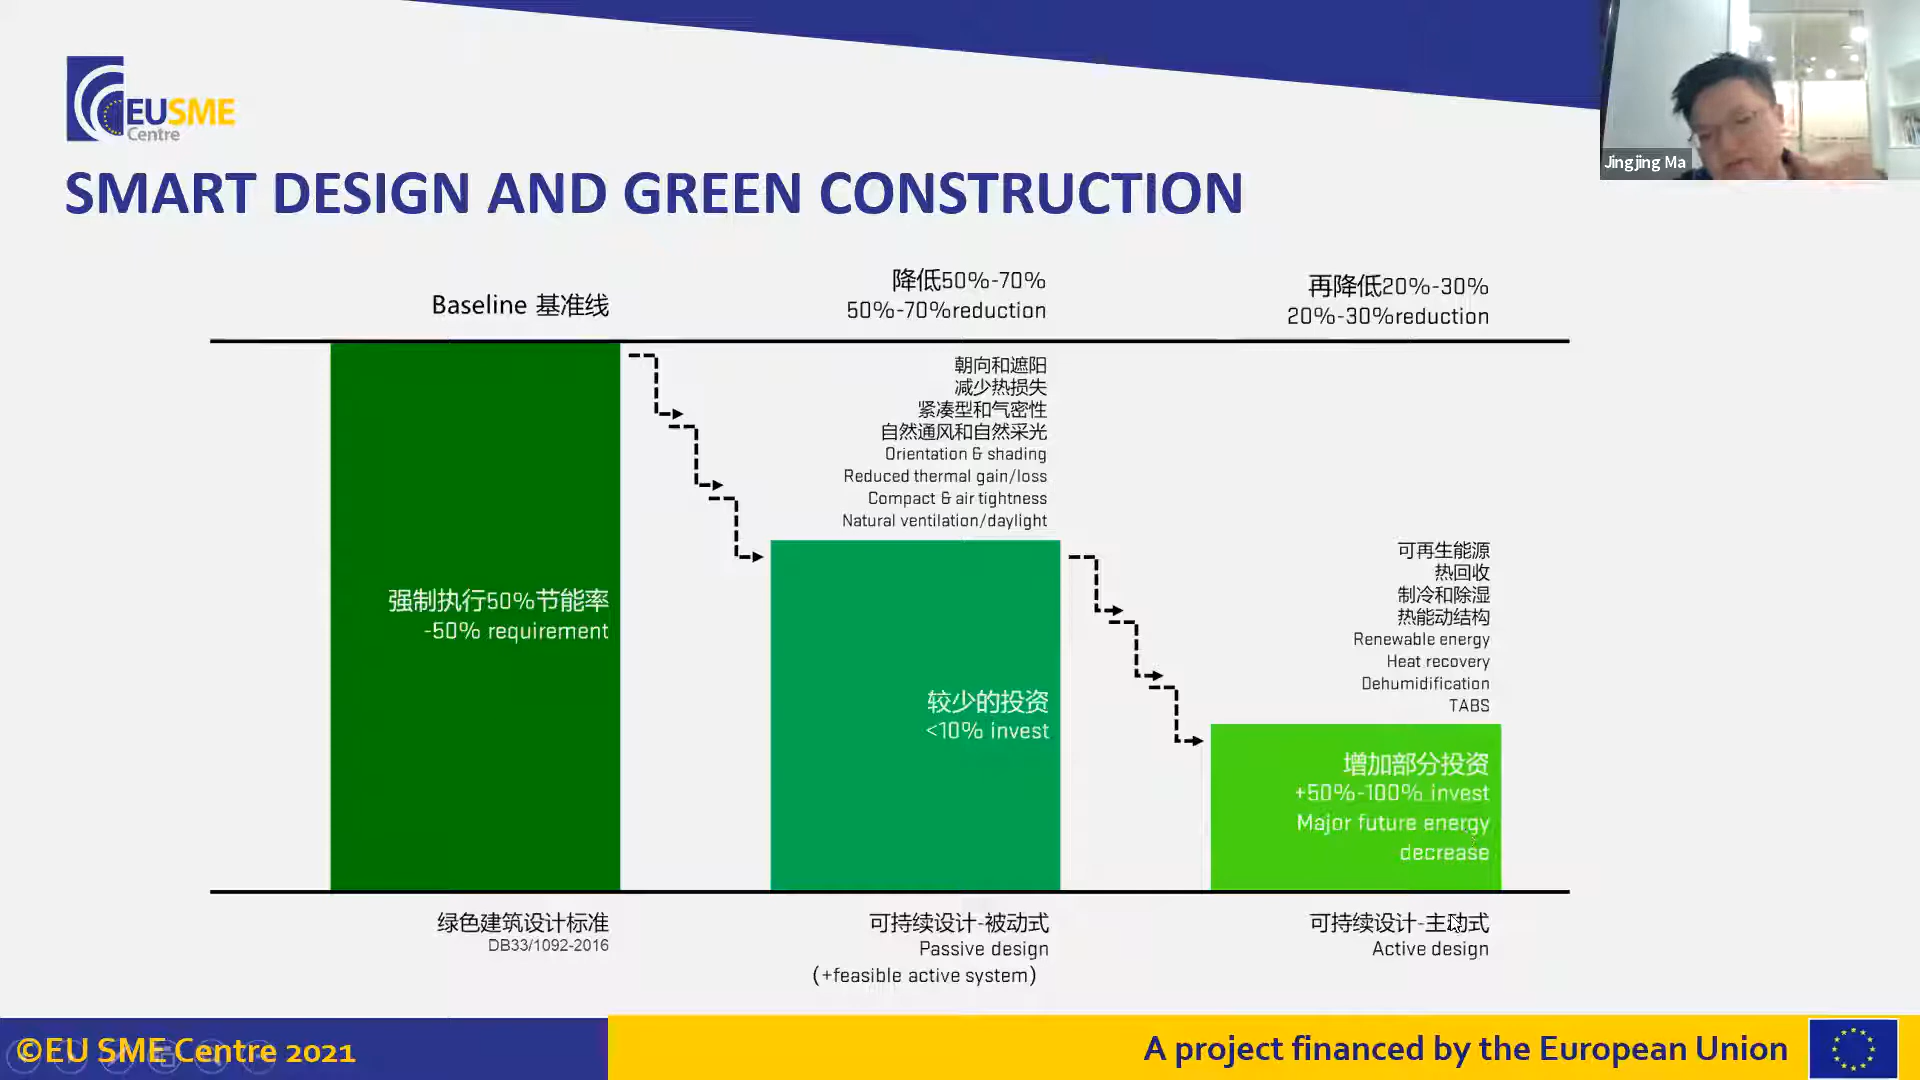 EUSME
Centre
Jingjing Ma
SMART DESIGN AND GREEN CONSTRUCTION
Baseline 基准线
降低50%-70%
50%-70%reduction
再降低20%-30%
20%-30%reduction
朝向和遮阳
减少热损失
紧凑型和气密性
自然通风和自然采光
Orientation & shading
Reduced thermal gain/loss
Compact & air tightness
Natural ventilation/daylight
可再生能源
热回收
制冷和除湿
热能动结构
Renewable energy
Heat recovery
Dehumidification
TABS
强制执行50%节能率
-50% requirement
较少的投资
<10% invest
增加部分投资
+50%-100% invest
Major future energy
decrease
绿色建筑设计标准
DB33/1092-2016
可持续设计-被动式
Passive design
(+feasible active system)
可持续设计-主动式
Active design
©EU SME Centre 2021
A project financed by the European Union